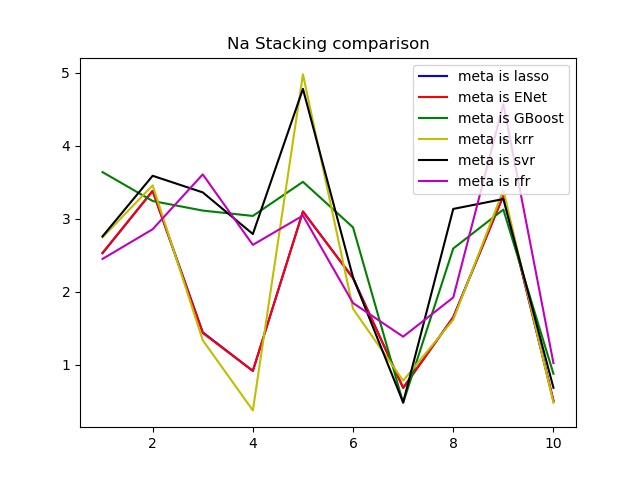 Na Stacking comparison
5
4
3
2
1
2
4
6
8
10
meta is lasso
meta is ENet
meta is GBoost
meta is krr
meta is svr
meta is rfr